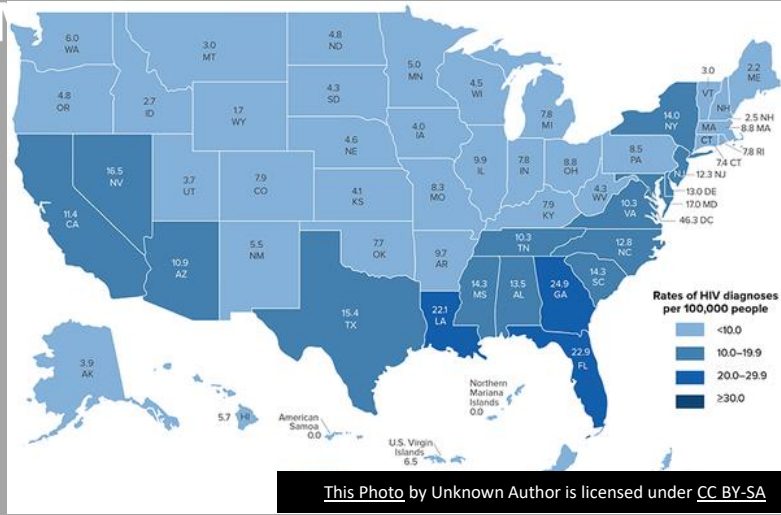 6.0
WA
3.0
MT
4.8
ND
5.0
MN
4.5
WI
7.8
MI
3.0
VT
NH
2.2
ME
2.5 NH
MA
8.8 MA
CT
7.8 RI
7.4 CT
4.8
OR
2.7
ID
1.7
WY
4.3
SD
4.0
IA
14.0
NY
8.5
PA
NJ
12.3 NJ
13.0 DE
17.0 MD
46.3 DC
16.5
NV
3.7
UT
7.9
CO
4.6
NE
9.9
IL
7.8
IN
8.8
OH
4.3
WV
10.3
VA
11.4
CA
4.1
KS
8.3
MO
7.9
KY
10.9
AZ
5.5
NM
7.7
OK
9.7
AR
10.3
TN
12.8
NC
14.3
SC
15.4
TX
22.1
LA
14.3
MS
13.5
AL
24.9
GA
22.9
FL
3.9
AK
5.7
HI
American
Samoa
0.0
Northern
Mariana
Islands
0.0
U.S. Virgin
Islands
6.5
Rates of HIV diagnoses
per 100,000 people
<10.0
10.0–19.9
20.0–29.9
≥30.0
This Photo by Unknown Author is licensed under CC BY-SA